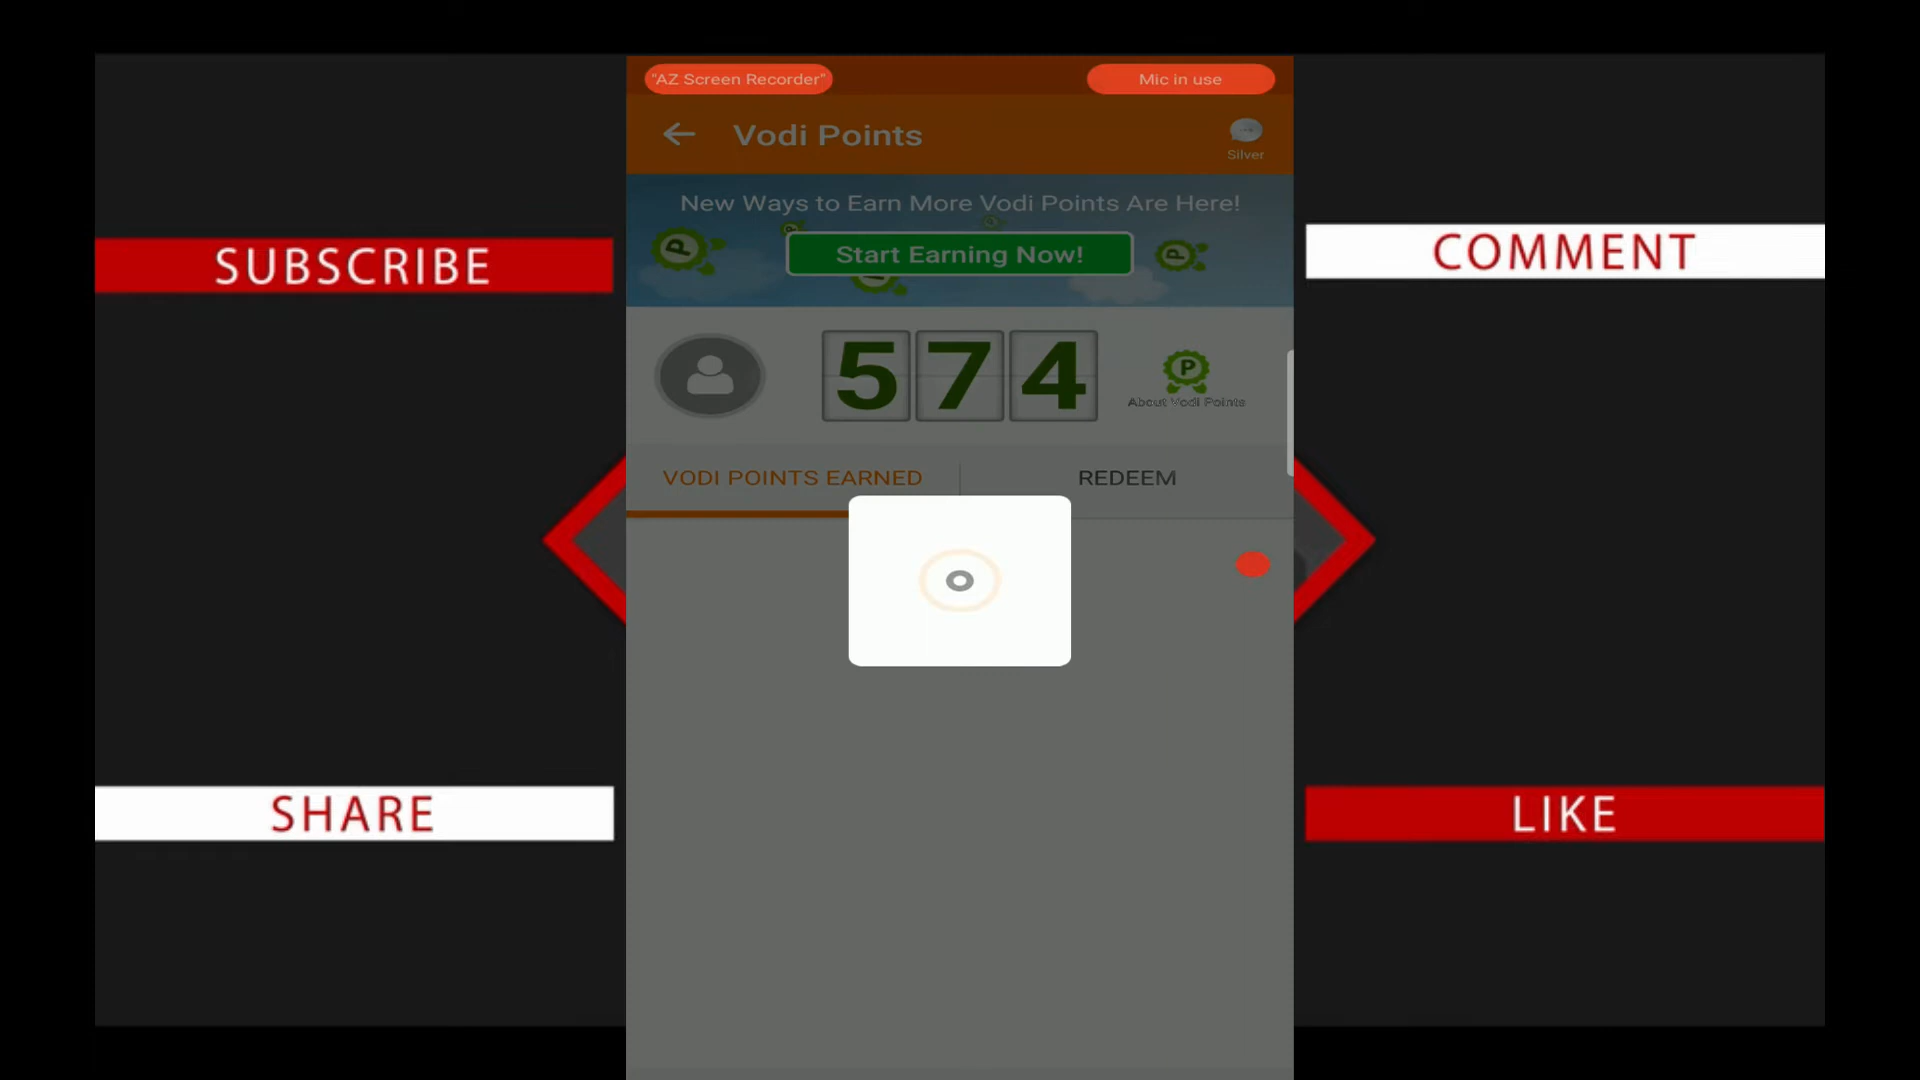 "AZ Screen Recorder"
Mic in use
Vodi Points
Silver
New Ways to Earn More Vodi Points Are Here!
Start Earning Now!
SUBSCRIBE
COMMENT
574
P
About Vodi Points
VODI POINTS EARNED
REDEEM
SHARE
LIKE